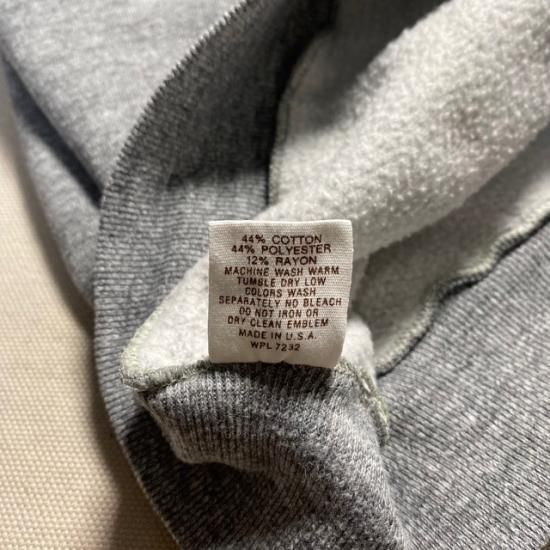 44% COTTON
44% POLYESTER
12% RAYON
MACHINE WASH WARM
TUMBLE DRY LOW
COLORS WASH
SEPARATELY NO BLEACH
DO NOT IRON OR
DRY CLEAN EMBLEM
MADE IN U.S.A.
WPL 7232